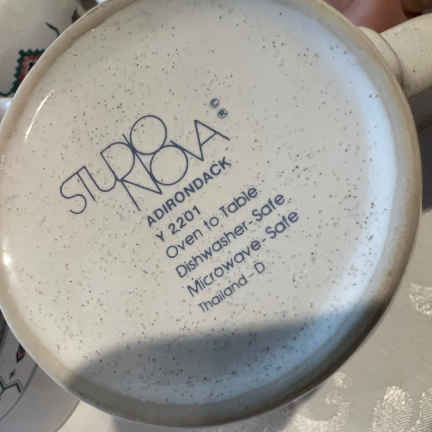 STUDIO
NOVA ©®
ADIRONDACK
Y 2201
Oven to Table
Dishwasher-Safe
Microwave-Safe
Thailand - D